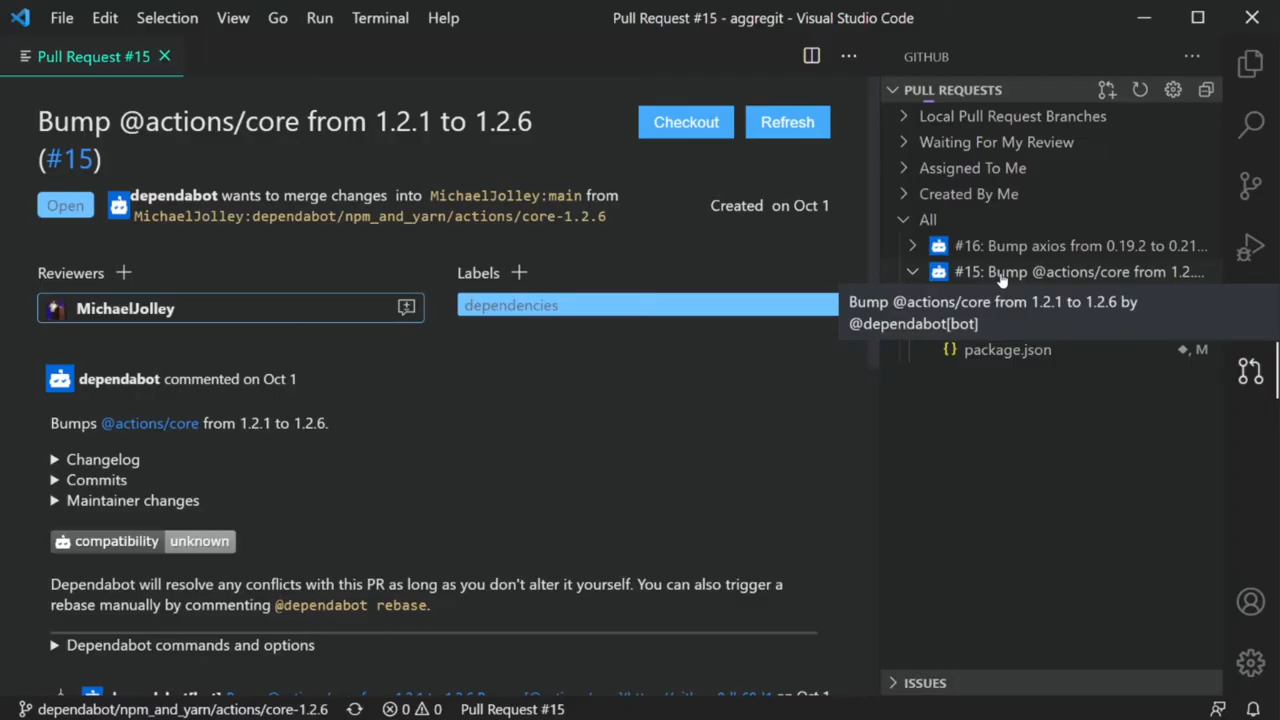 File Edit Selection View Go Run Terminal Help Pull Request #15 - aggregit - Visual Studio Code
Pull Request #15
Bump @actions/core from 1.2.1 to 1.2.6
(#15)
Checkout Refresh
Open dependabot wants to merge changes into MichaelJolley:main from
MichaelJolley:dependabot/npm_and_yarn/actions/core-1.2.6
Created on Oct 1
Reviewers
MichaelJolley
Labels
dependencies
dependabot commented on Oct 1
Bumps @actions/core from 1.2.1 to 1.2.6.
Changelog
Commits
Maintainer changes
compatibility unknown
Dependabot will resolve any conflicts with this PR as long as you don't alter it yourself. You can also trigger a
rebase manually by commenting @dependabot rebase.
Dependabot commands and options
on Oct 1
GITHUB
PULL REQUESTS
Local Pull Request Branches
Waiting For My Review
Assigned To Me
Created By Me
All
#16: Bump axios from 0.19.2 to 0.21...
#15: Bump @actions/core from 1.2....
Bump @actions/core from 1.2.1 to 1.2.6 by
@dependabot[bot]
{} package.json , M
ISSUES
dependabot/npm_and_yarn/actions/core-1.2.6 0 0 Pull Request #15